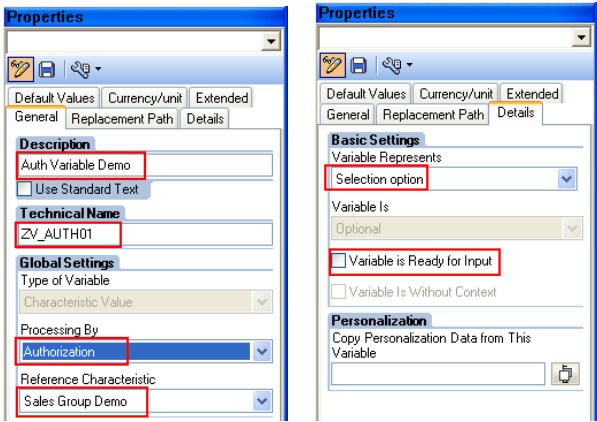 Properties
Default Values
Currency/unit
Extended
General
Replacement Path
Details
Description
Auth Variable Demo
Use Standard Text
Technical Name
ZV_AUTH01
Global Settings
Type of Variable
Characteristic Value
Processing By
Authorization
Reference Characteristic
Sales Group Demo
Properties
Default Values
Currency/unit
Extended
General
Replacement Path
Details
Basic Settings
Variable Represents
Selection option
Variable Is
Optional
Variable is Ready for Input
Variable Is Without Context
Personalization
Copy Personalization Data from This
Variable